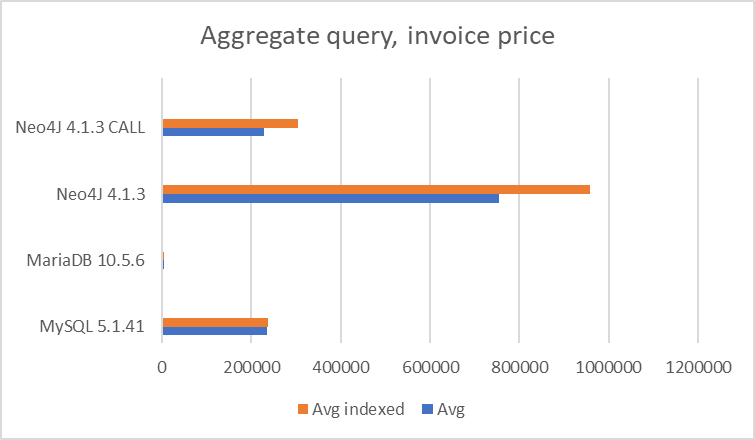 Aggregate query, invoice price
Neo4J 4.1.3 CALL
Neo4J 4.1.3
MariaDB 10.5.6
MySQL 5.1.41
0 200000 400000 600000 800000 1000000 1200000
Avg indexed Avg